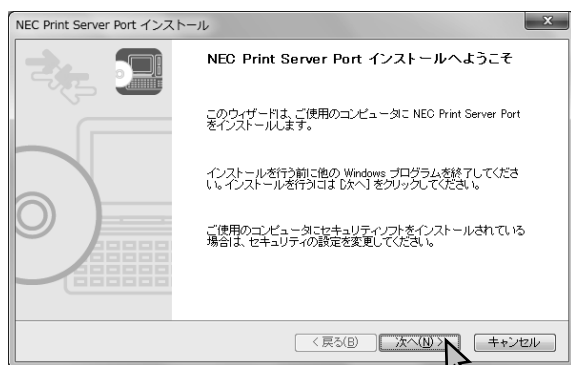 NEC Print Server Port インストール
NEC Print Server Port インストールへようこそ
このウィザードは、ご使用のコンピュータに NEC Print Server Port
をインストールします。
インストールを行う前に他の Windows プログラムを終了してくださ
い。インストールを行うには [次へ] をクリックしてください。
ご使用のコンピュータにセキュリティソフトをインストールされている
場合は、セキュリティの設定を変更してください。
< 戻る(B)
次へ(N) >
キャンセル